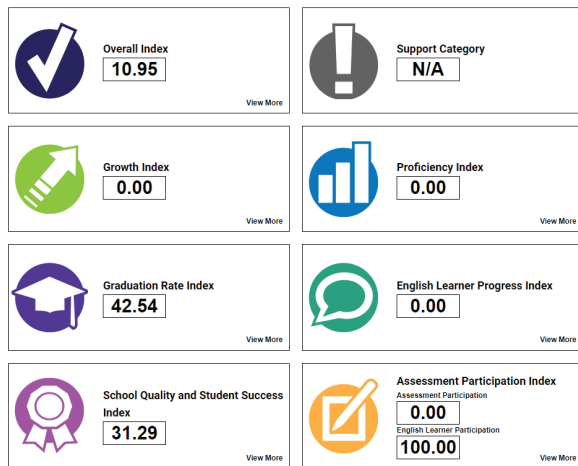 Overall Index
10.95
View More
Support Category
N/A
Growth Index
0.00
View More
Proficiency Index
0.00
View More
Graduation Rate Index
42.54
View More
English Learner Progress Index
0.00
View More
School Quality and Student Success
Index
31.29
View More
Assessment Participation Index
Assessment Participation
0.00
English Learner Participation
100.00
View More